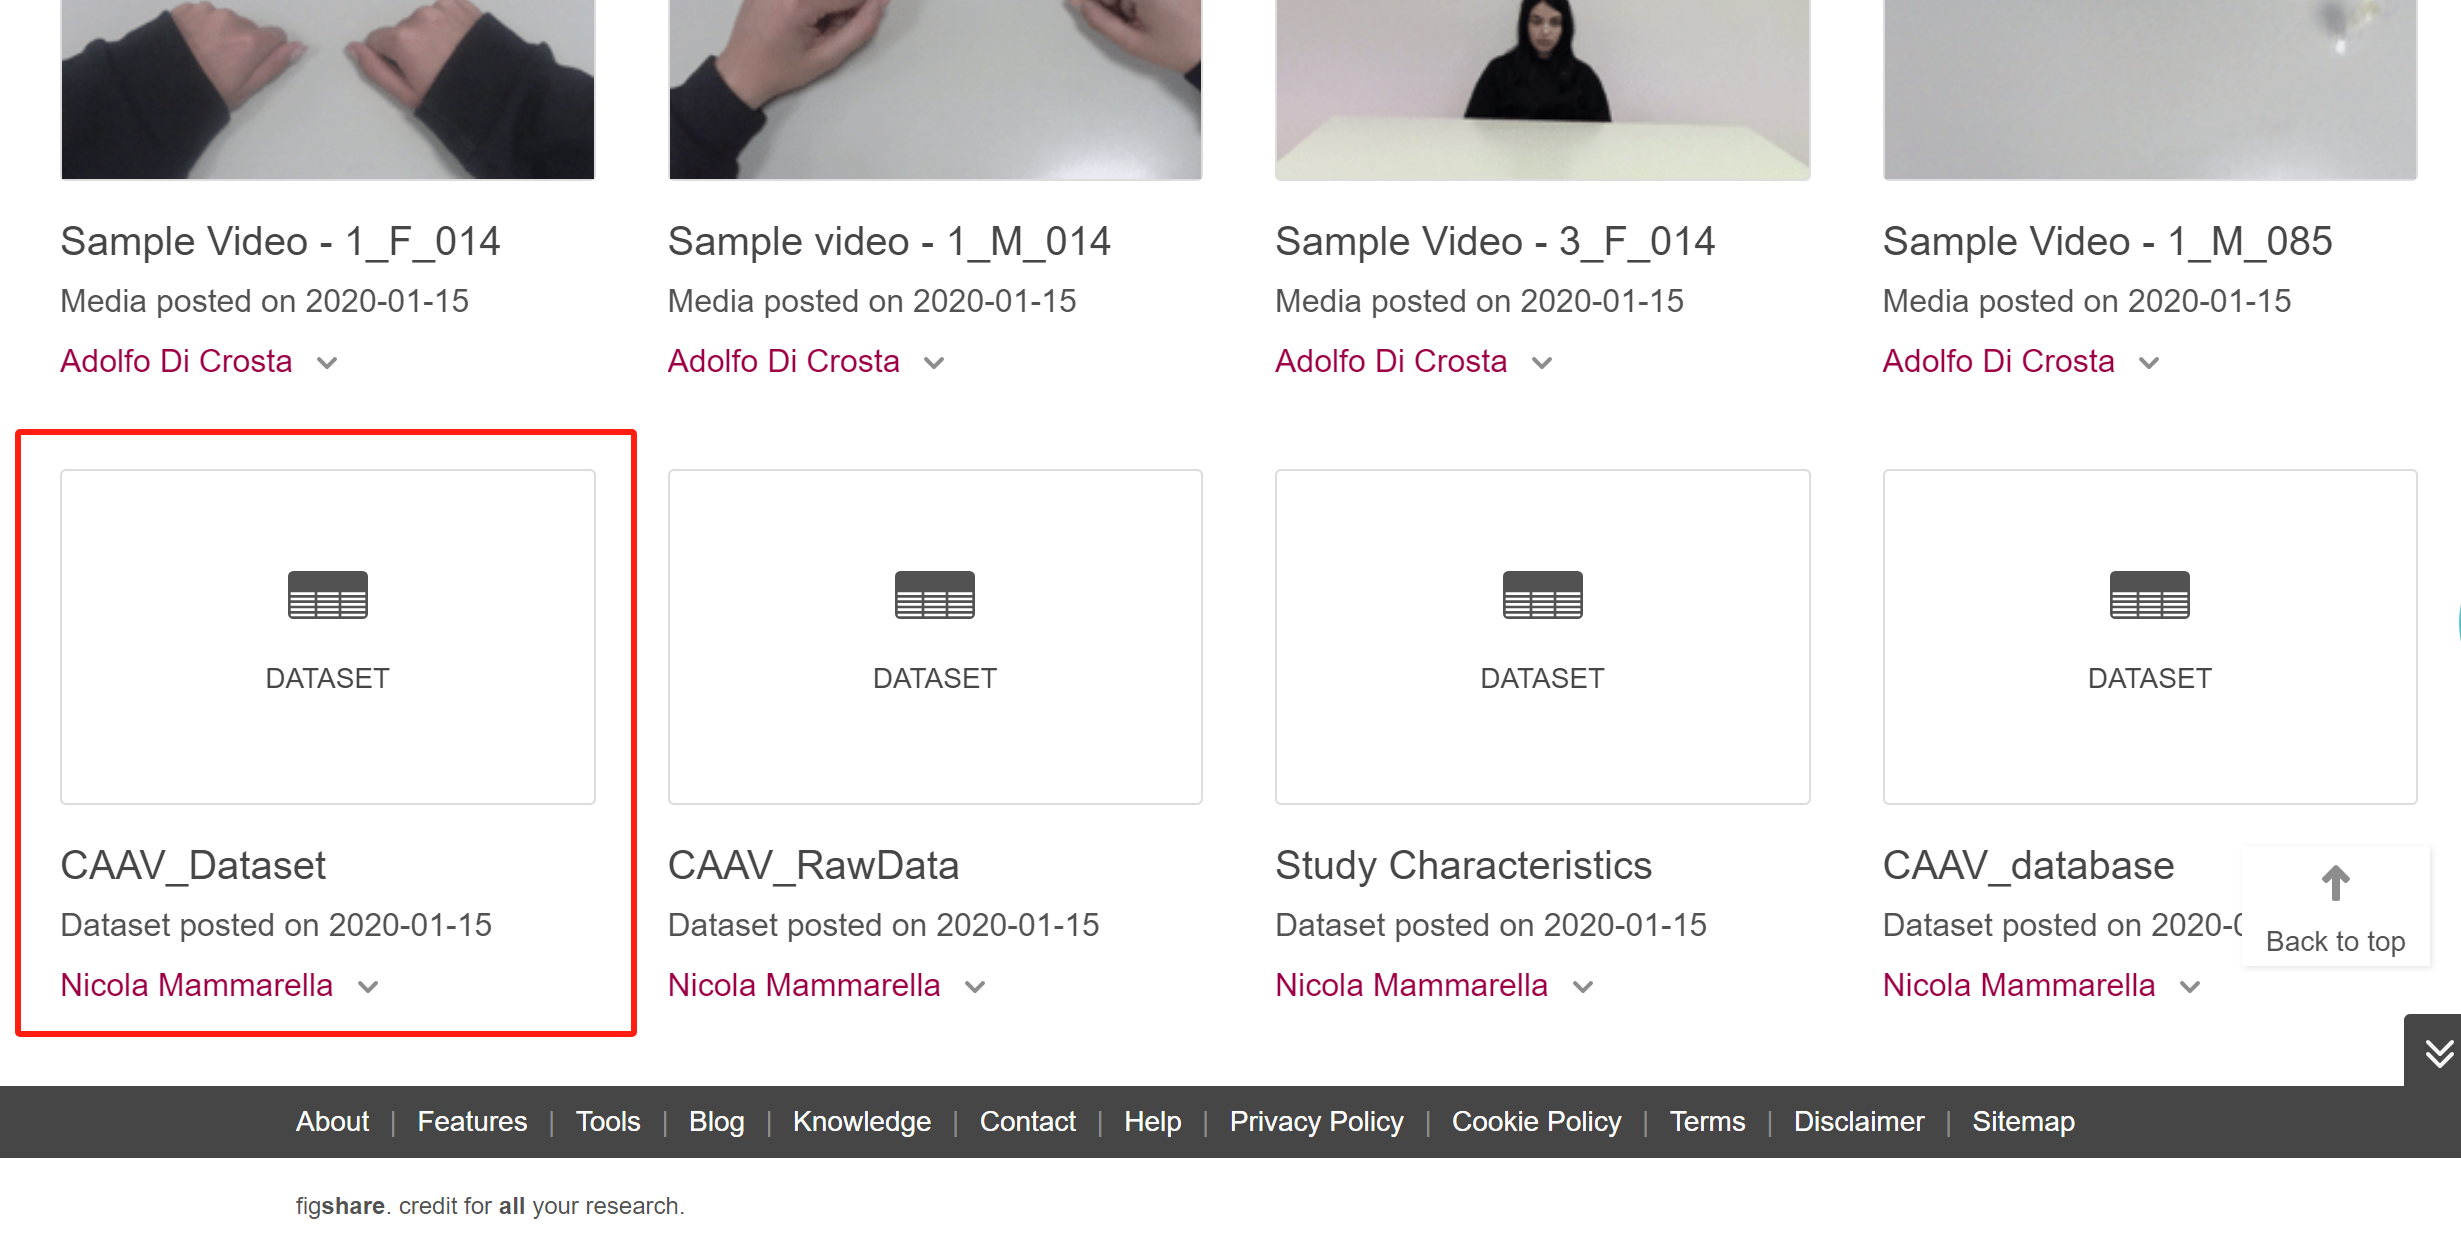 Sample Video - 1_F_014
Media posted on 2020-01-15
Adolfo Di Crosta
Sample video - 1_M_014
Media posted on 2020-01-15
Adolfo Di Crosta
Sample Video - 3_F_014
Media posted on 2020-01-15
Adolfo Di Crosta
Sample Video - 1_M_085
Media posted on 2020-01-15
Adolfo Di Crosta
DATASET
CAAV_Dataset
Dataset posted on 2020-01-15
Nicola Mammarella
DATASET
CAAV_RawData
Dataset posted on 2020-01-15
Nicola Mammarella
DATASET
Study Characteristics
Dataset posted on 2020-01-15
Nicola Mammarella
DATASET
CAAV_database
Dataset posted on 2020-0
Nicola Mammarella
Back to top
About | Features | Tools | Blog | Knowledge | Contact | Help | Privacy Policy | Cookie Policy | Terms | Disclaimer | Sitemap
figshare. credit for all your research.